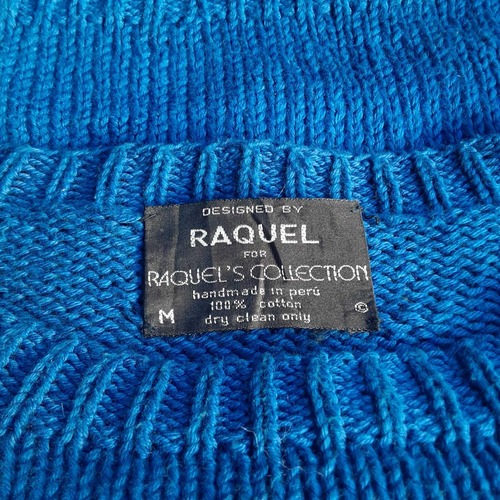 DESIGNED BY
RAQUEL
FOR
RAQUEL'S COLLECTION
handmade in perú
100% cotton
M dry clean only ©